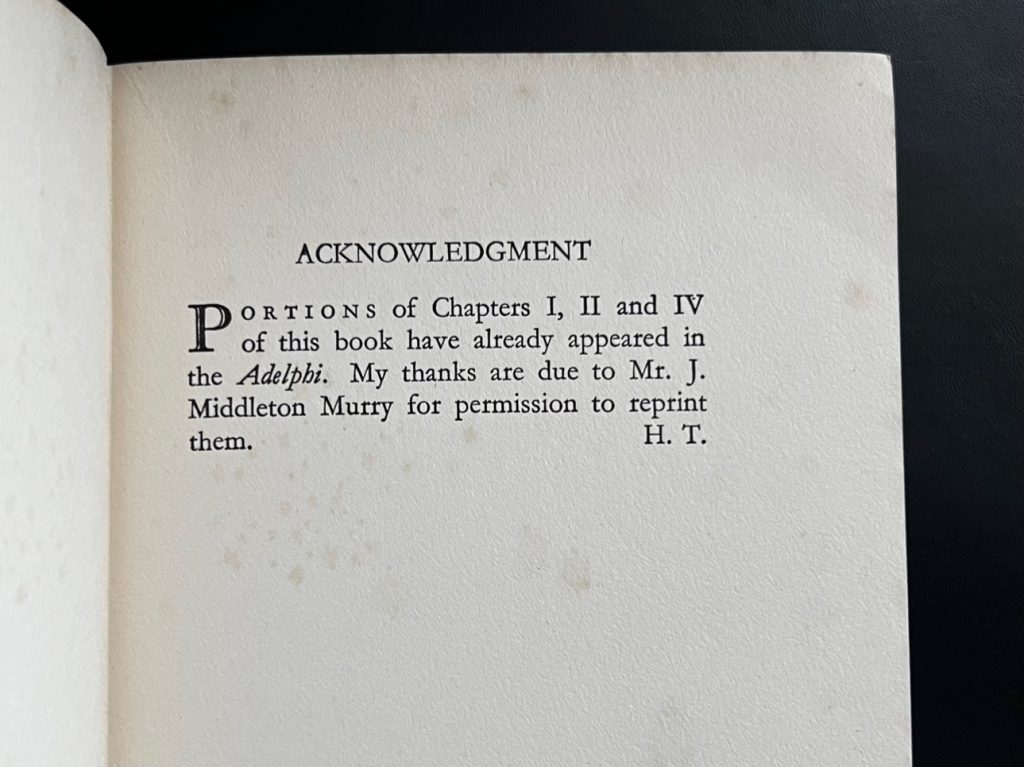 ACKNOWLEDGMENT
PORTIONS of Chapters I, II and IV
of this book have already appeared in
the Adelphi. My thanks are due to Mr. J.
Middleton Murry for permission to reprint
them. H. T.